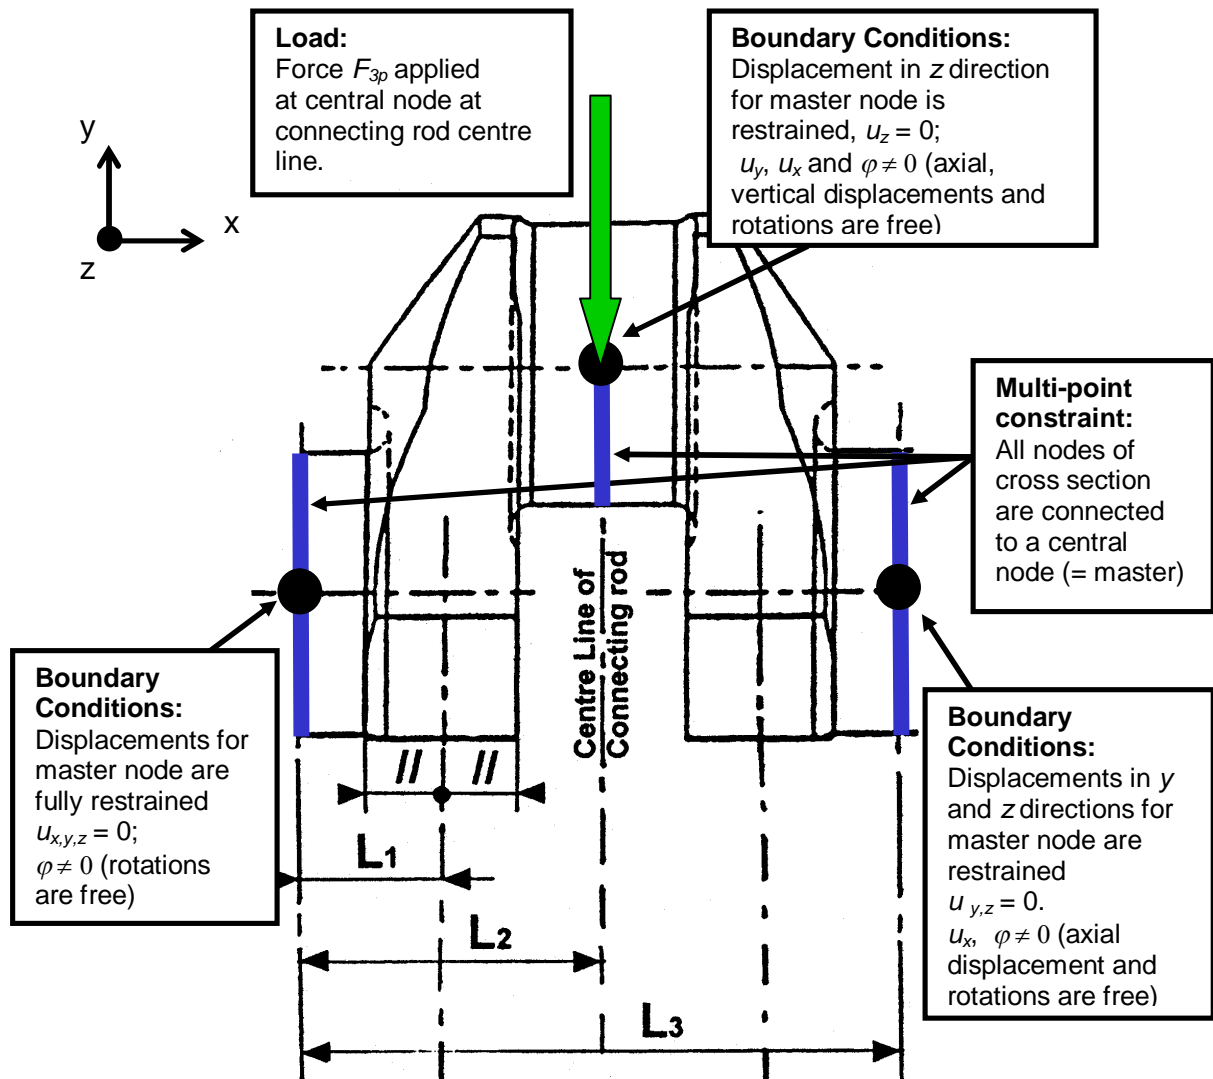 Load:
Force F3p applied
at central node at
connecting rod centre
line.
Boundary Conditions:
Displacement in z direction
for master node is
restrained, uz = 0;
uy, ux and φ ≠ 0 (axial,
vertical displacements and
rotations are free)
y
x
z
Multi-point
constraint:
All nodes of
cross section
are connected
to a central
node (= master)
Centre Line of
Connecting rod
Boundary
Conditions:
Displacements for
master node are
fully restrained
ux,y,z = 0;
φ ≠ 0 (rotations
are free)
Boundary
Conditions:
Displacements in y
and z directions for
master node are
restrained
u y,z = 0.
ux, φ ≠ 0 (axial
displacement and
rotations are free)
// //
L1
L2
L3